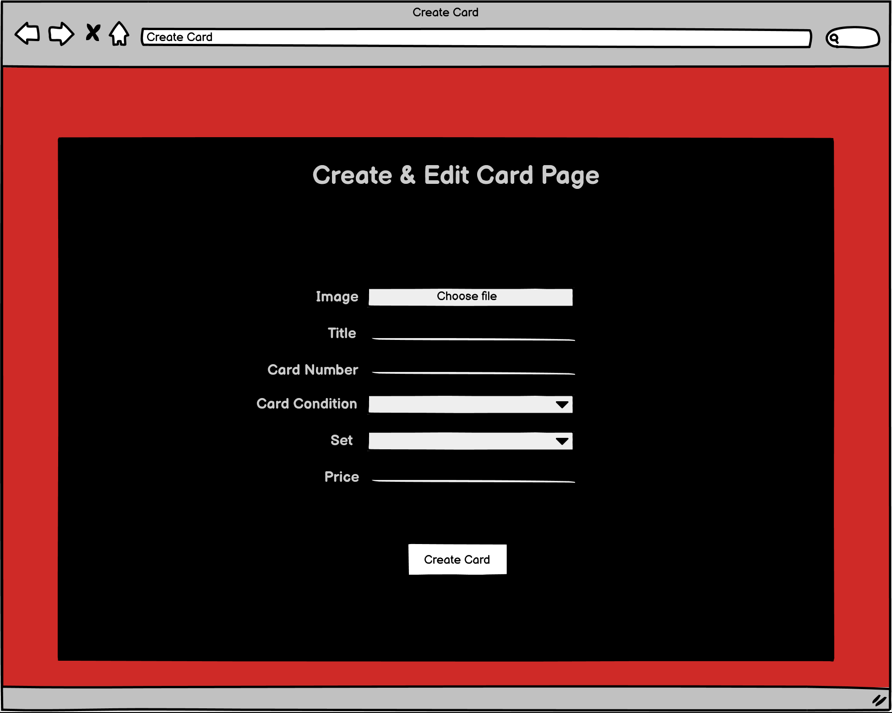 Create Card
Create Card
Create & Edit Card Page
Image Choose file
Title
Card Number
Card Condition
Set
Price
Create Card